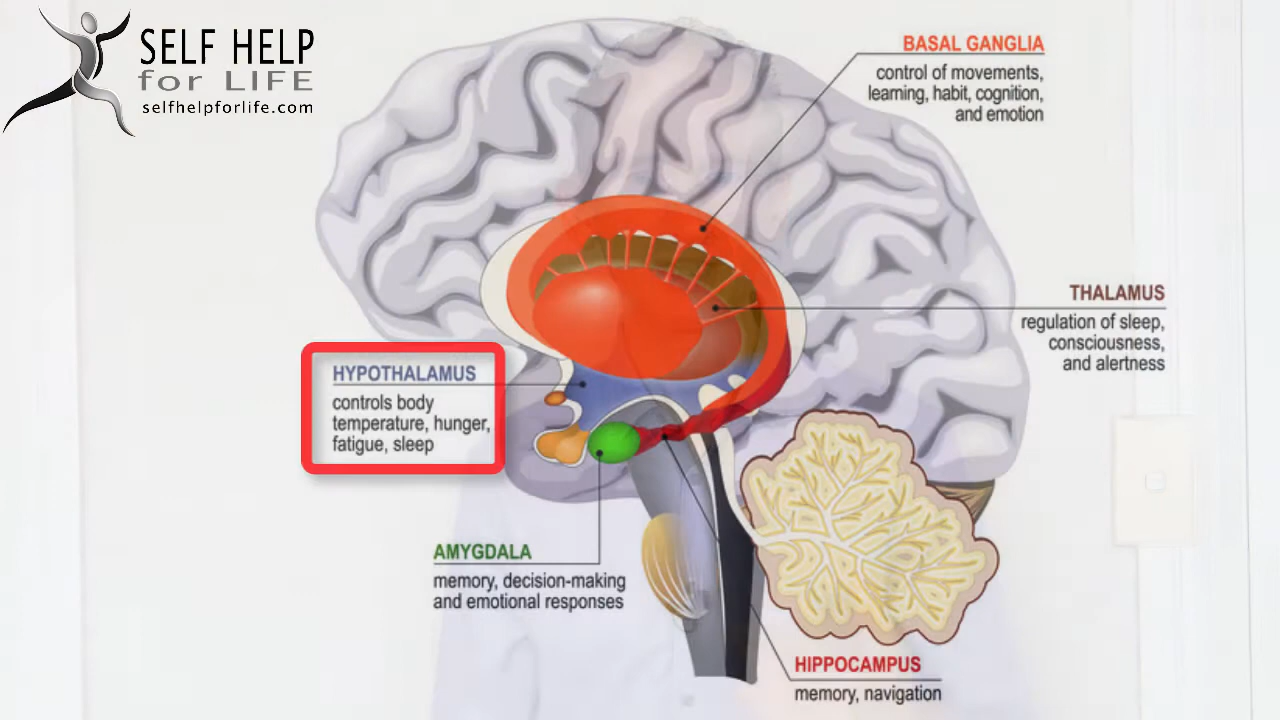 SELF HELP
for LIFE
selfhelpforlife.com
BASAL GANGLIA
control of movements,
learning, habit, cognition,
and emotion
THALAMUS
regulation of sleep,
consciousness,
and alertness
HYPOTHALAMUS
controls body
temperature, hunger,
fatigue, sleep
AMYGDALA
memory, decision-making
and emotional responses
HIPPOCAMPUS
memory, navigation